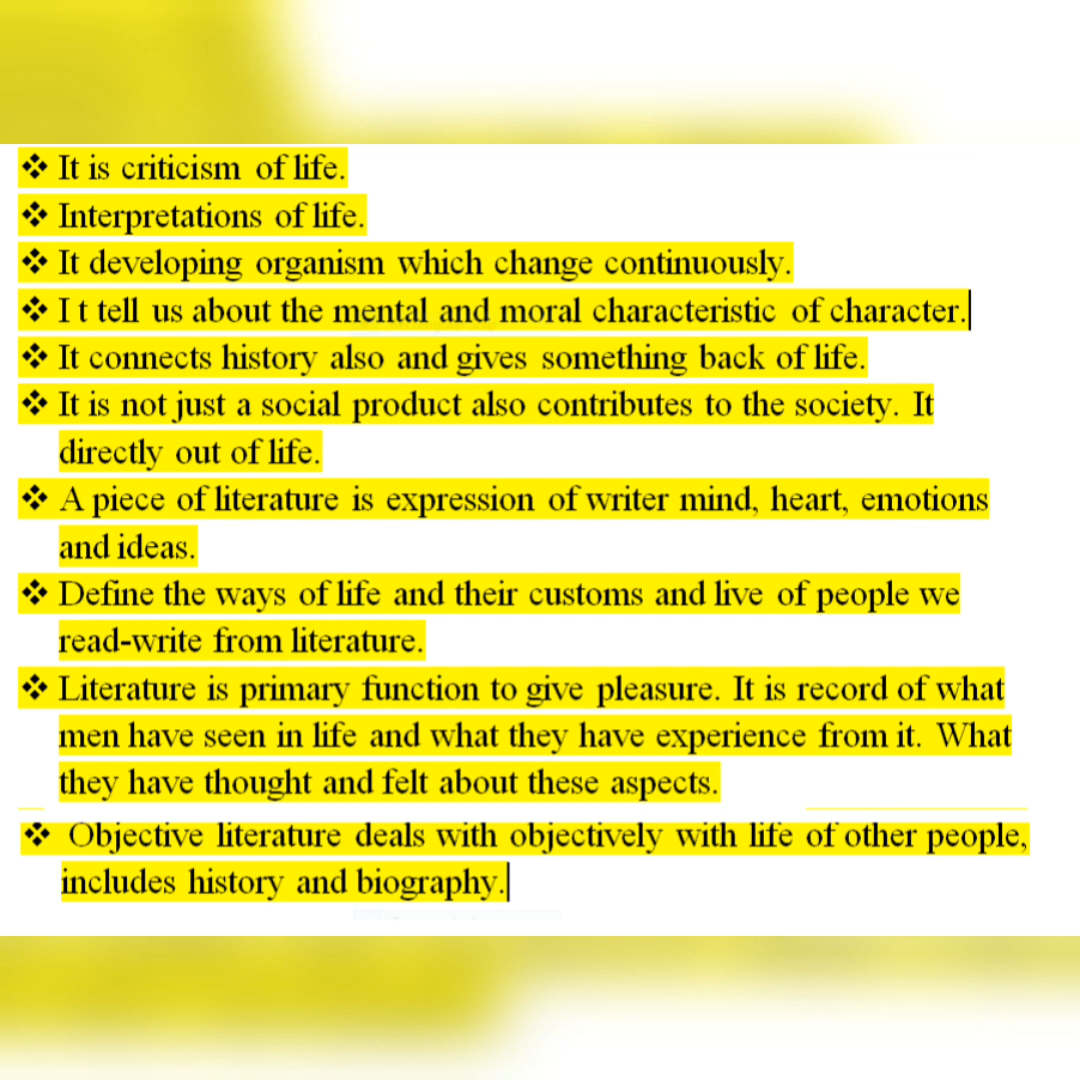 ❖ It is criticism of life.
❖ Interpretations of life.
❖ It developing organism which change continuously.
❖ I t tell us about the mental and moral characteristic of character.
❖ It connects history also and gives something back of life.
❖ It is not just a social product also contributes to the society. It
directly out of life.
❖ A piece of literature is expression of writer mind, heart, emotions
and ideas.
❖ Define the ways of life and their customs and live of people we
read-write from literature.
❖ Literature is primary function to give pleasure. It is record of what
men have seen in life and what they have experience from it. What
they have thought and felt about these aspects.
❖ Objective literature deals with objectively with life of other people,
includes history and biography.